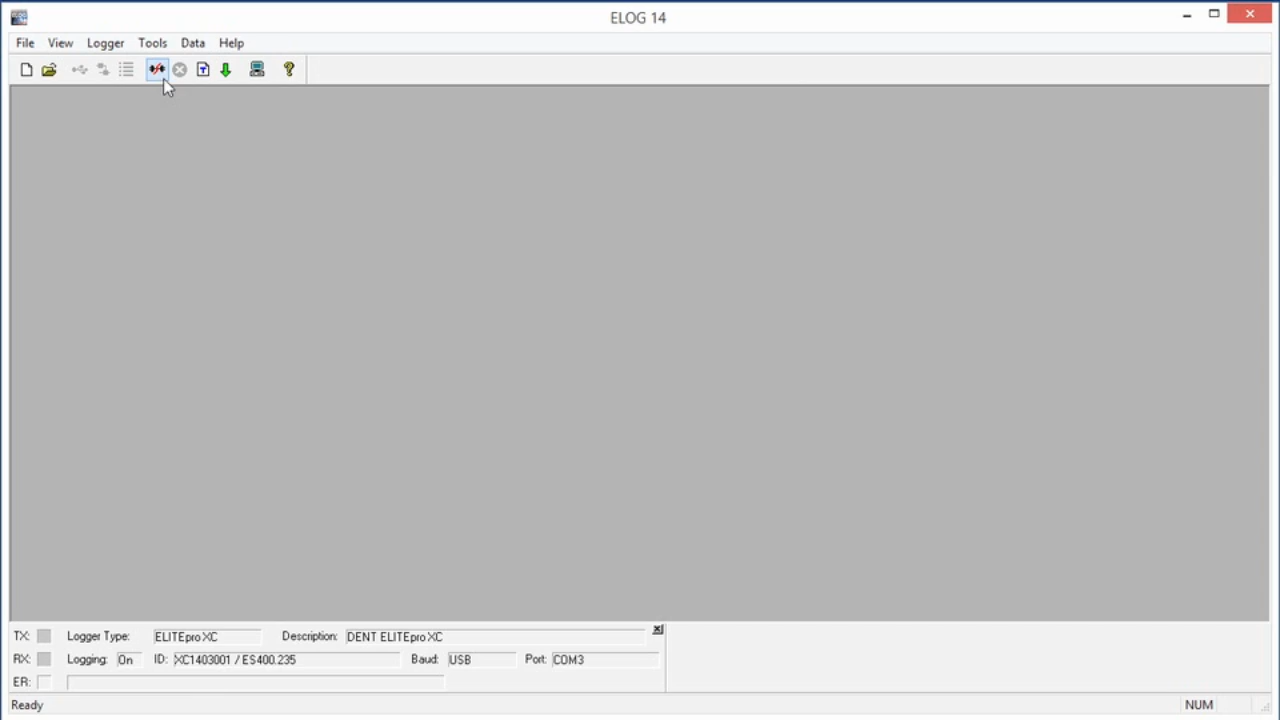 ELOG 14
File View Logger Tools Data Help
TX: Logger Type: ELITEpro XC Description: DENT ELITEpro XC
RX: Logging: On ID: XC1403001 / ES400.235 Baud: USB Port: COM3
ER:
Ready NUM